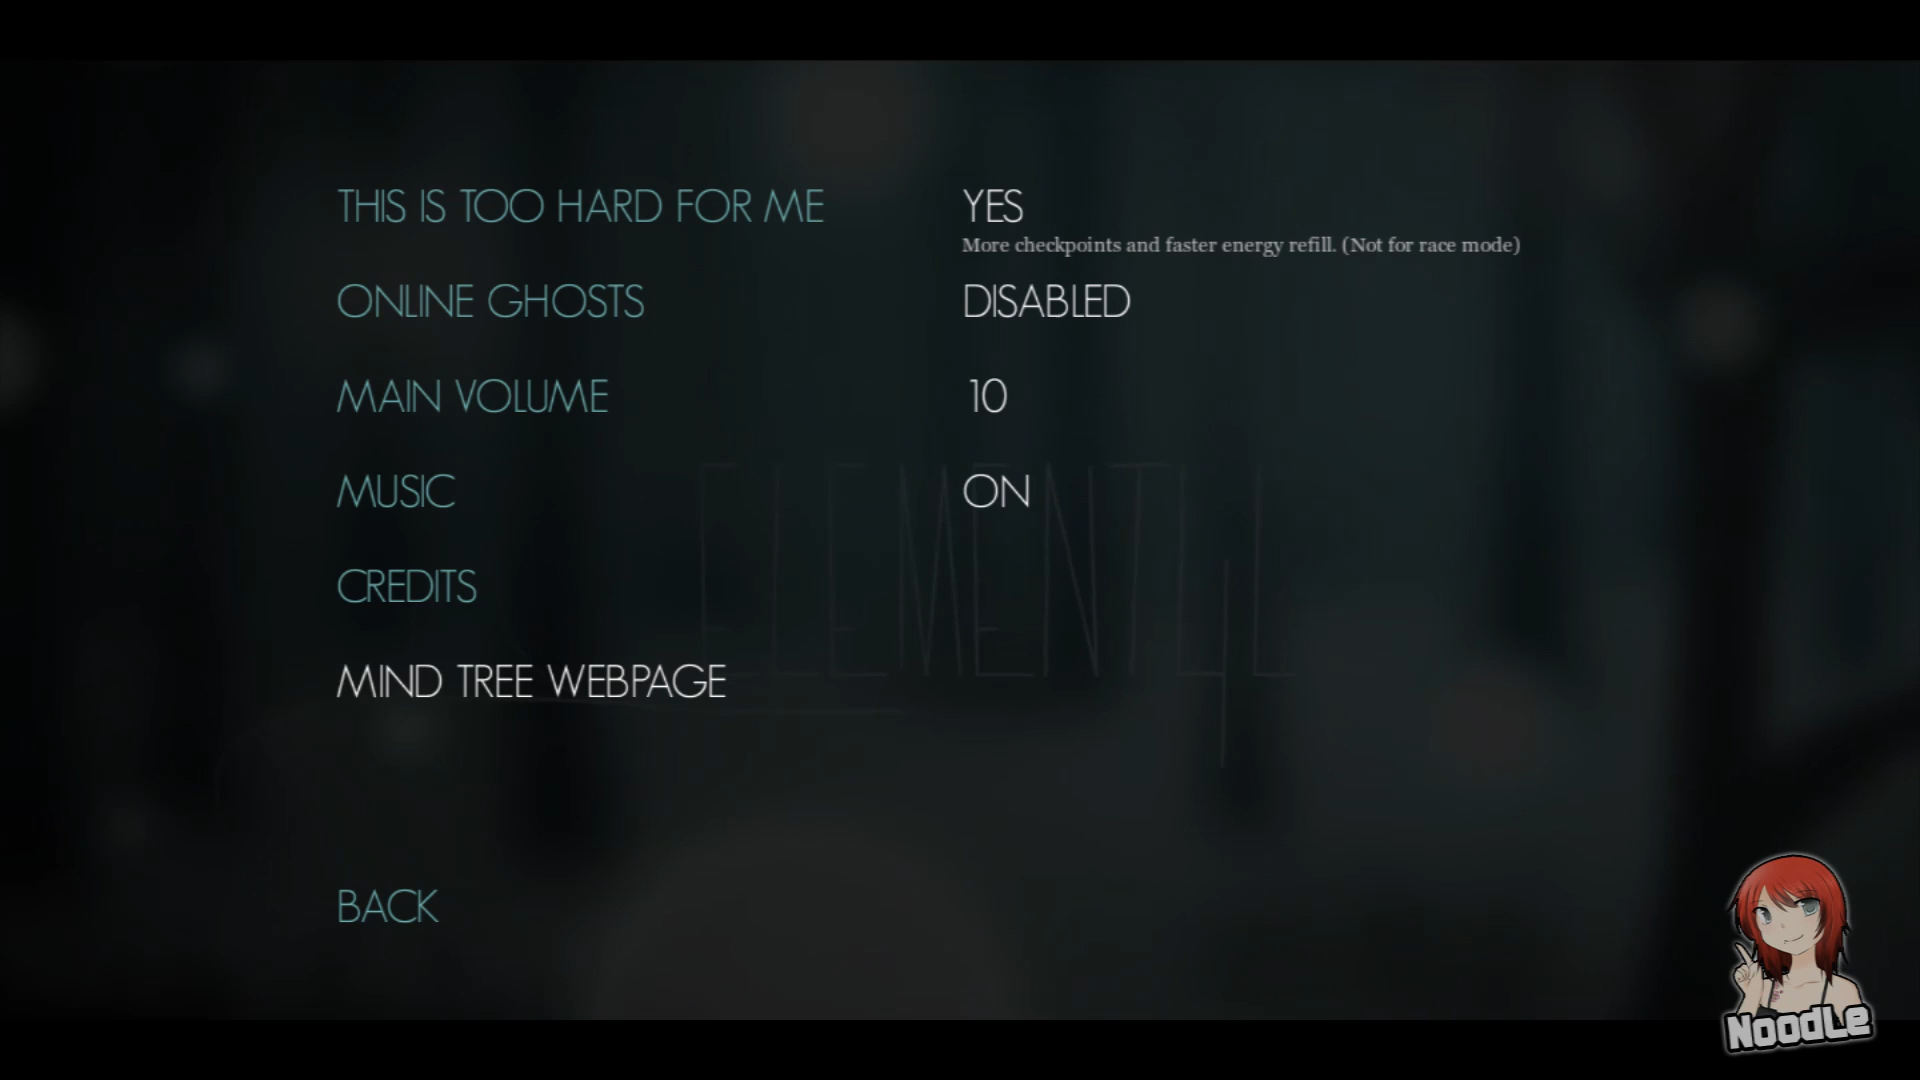 THIS IS TOO HARD FOR ME YES
More checkpoints and faster energy refill. (Not for race mode)
ONLINE GHOSTS DISABLED
MAIN VOLUME 10
MUSIC ON
ELEMENT4L
CREDITS
MIND TREE WEBPAGE
BACK
NoodLe